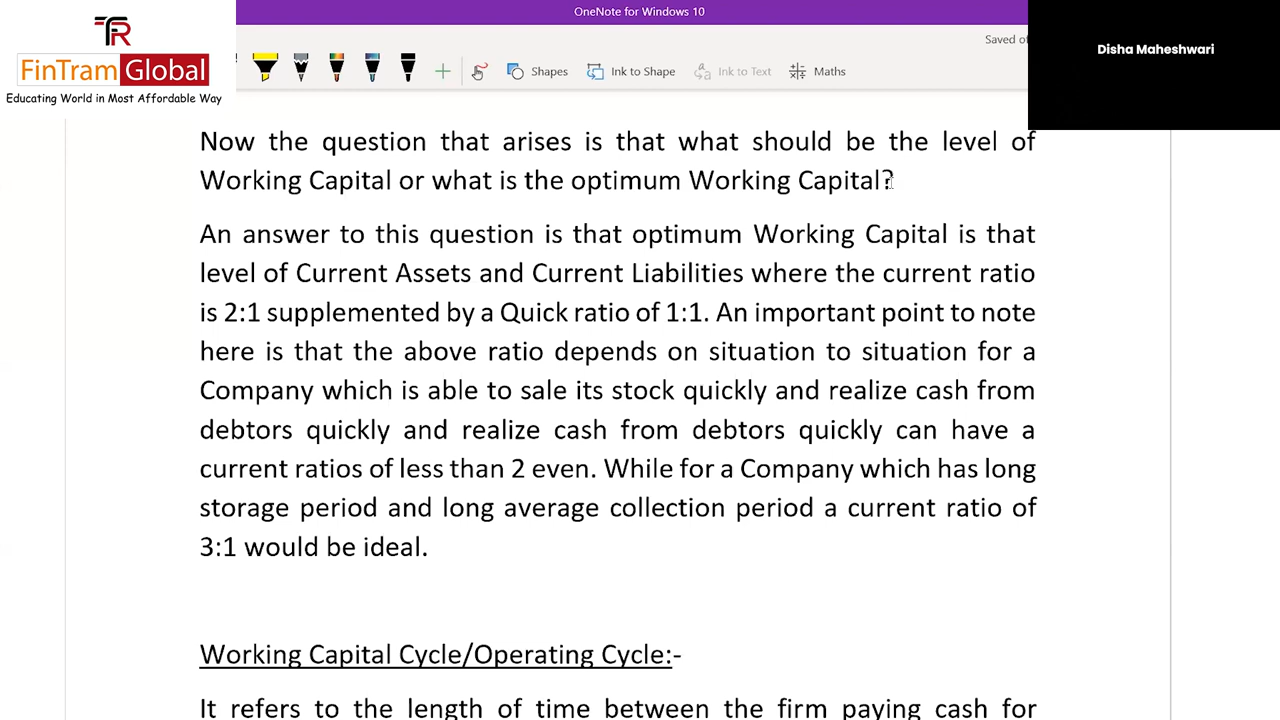 OneNote for Windows 10
TR
FinTram Global
Educating World in Most Affordable Way
Shapes
Ink to Shape
Ink to Text
Maths
Saved of
Disha Maheshwari
Now the question that arises is that what should be the level of
Working Capital or what is the optimum Working Capital?
An answer to this question is that optimum Working Capital is that
level of Current Assets and Current Liabilities where the current ratio
is 2:1 supplemented by a Quick ratio of 1:1. An important point to note
here is that the above ratio depends on situation to situation for a
Company which is able to sale its stock quickly and realize cash from
debtors quickly and realize cash from debtors quickly can have a
current ratios of less than 2 even. While for a Company which has long
storage period and long average collection period a current ratio of
3:1 would be ideal.
Working Capital Cycle/Operating Cycle:-
It refers to the length of time between the firm paying cash for